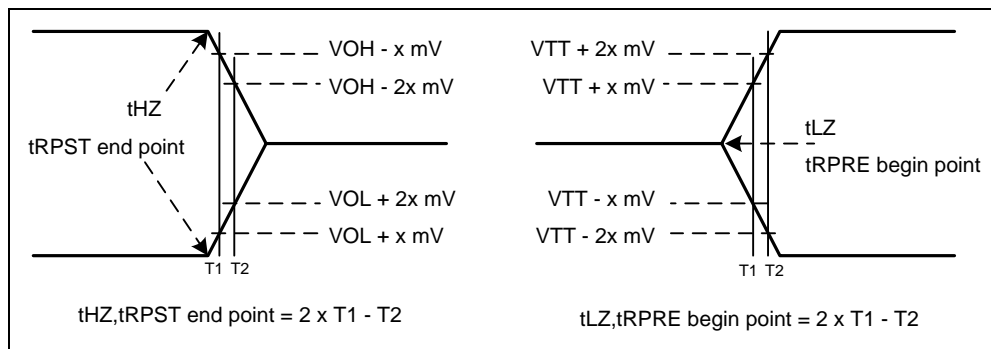 VOH - x mV
VOH - 2x mV
tHZ
tRPST end point
VOL + 2x mV
VOL + x mV
T1 T2
tHZ,tRPST end point = 2 x T1 - T2
VTT + 2x mV
VTT + x mV
tLZ
tRPRE begin point
VTT - x mV
VTT - 2x mV
T1 T2
tLZ,tRPRE begin point = 2 x T1 - T2